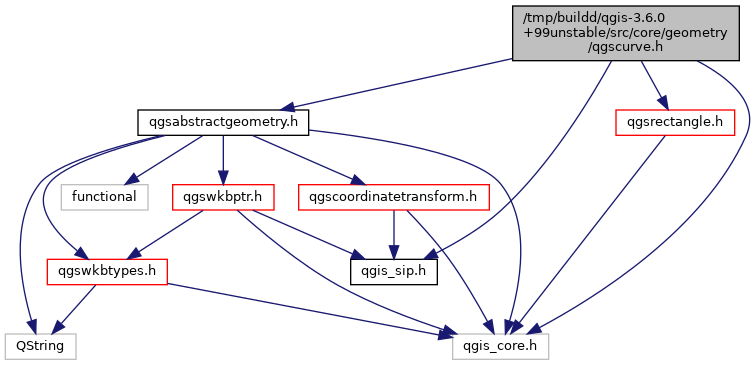 /tmp/buildd/qgis-3.6.0
+99unstable/src/core/geometry
/qgscurve.h
qgsabstractgeometry.h
qgsrectangle.h
functional
qgswkbptr.h
qgscoordinatetransform.h
qgswkbtypes.h
qgis_sip.h
QString
qgis_core.h